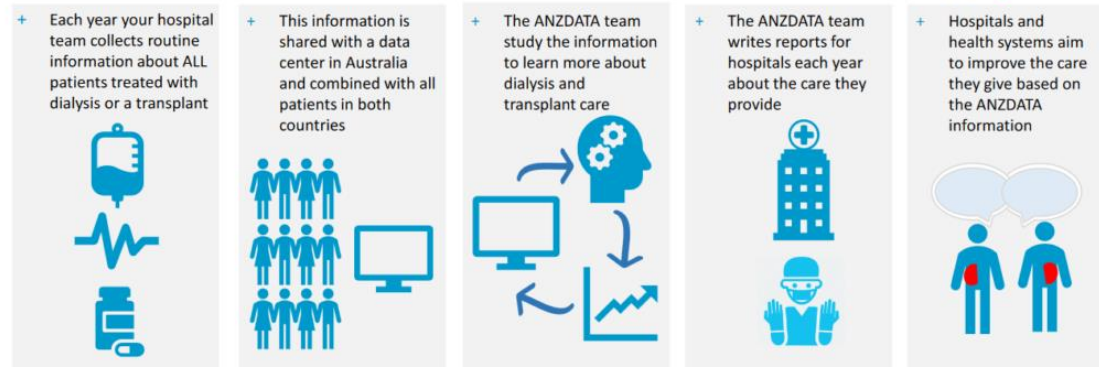 + Each year your hospital
team collects routine
information about ALL
patients treated with
dialysis or a transplant
+ This information is
shared with a data
center in Australia
and combined with all
patients in both
countries
+ The ANZDATA team
study the information
to learn more about
dialysis and
transplant care
+ The ANZDATA team
writes reports for
hospitals each year
about the care they
provide
+ Hospitals and
health systems aim
to improve the care
they give based on
the ANZDATA
information